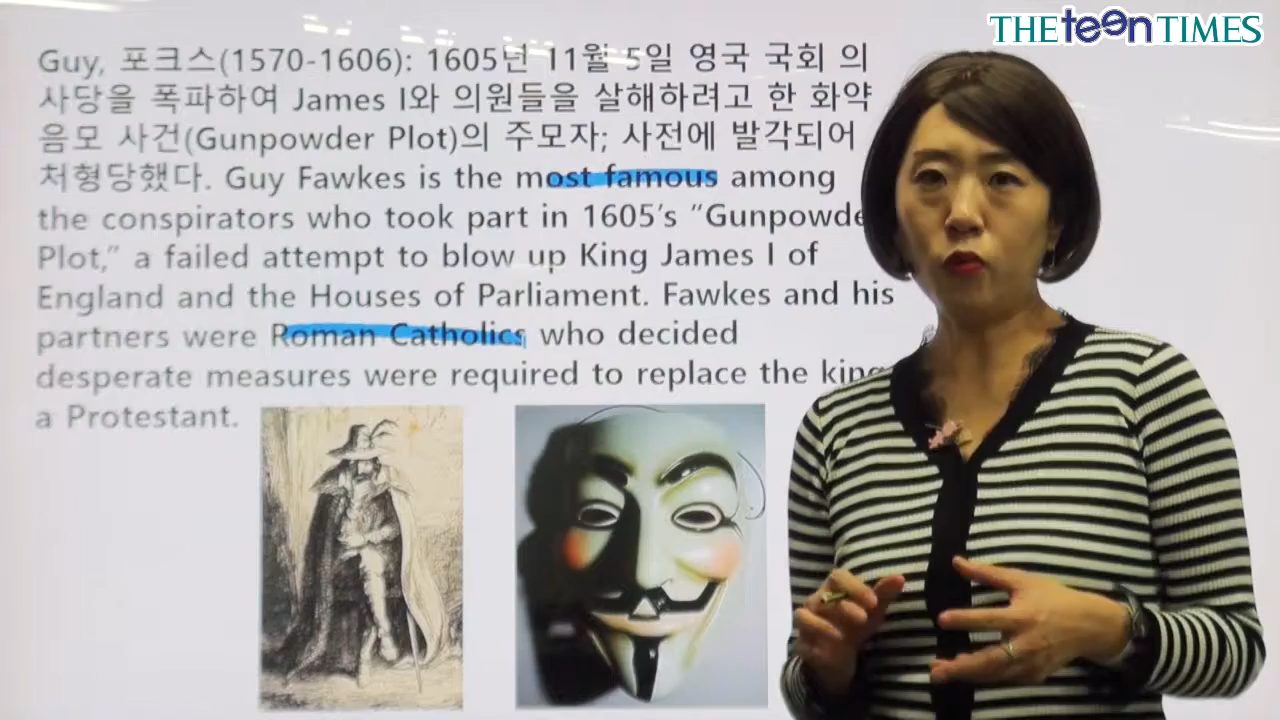 THE teen TIMES
Guy, 포크스(1570-1606): 1605년 11월 5일 영국 국회 의
사당을 폭파하여 James I와 의원들을 살해하려고 한 화약
음모 사건(Gunpowder Plot)의 주모자; 사전에 발각되어
처형당했다. Guy Fawkes is the most famous among
the conspirators who took part in 1605's "Gunpowde
Plot," a failed attempt to blow up King James I of
England and the Houses of Parliament. Fawkes and his
partners were Roman Catholics who decided
desperate measures were required to replace the king
a Protestant.